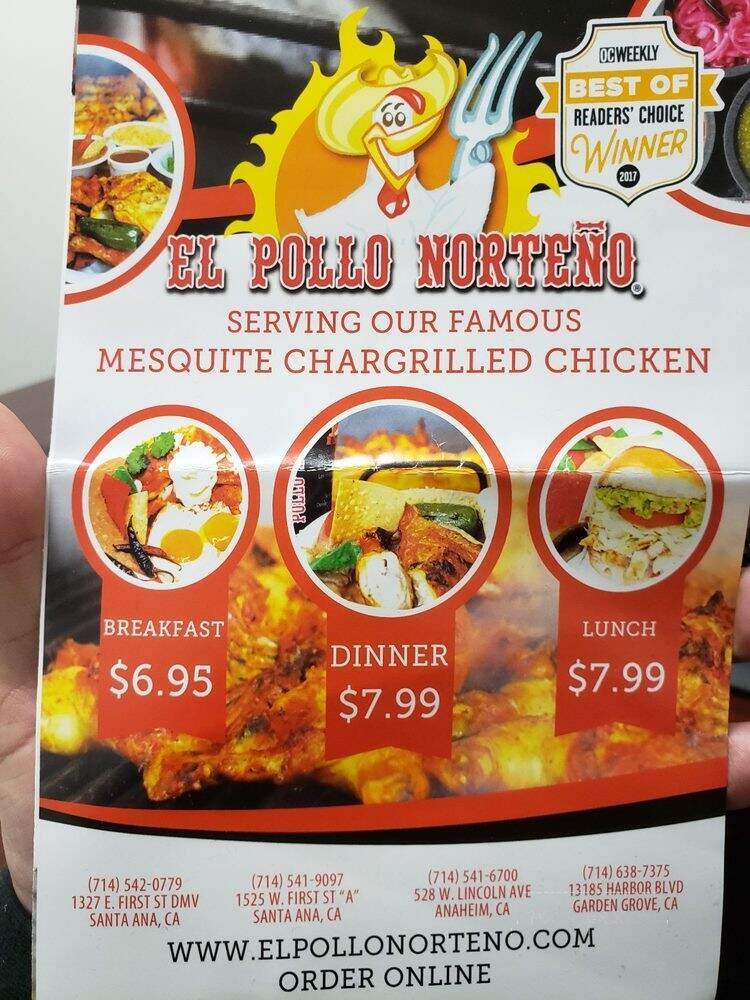 OCWEEKLY
BEST OF
READERS' CHOICE
WINNER
2017
EL POLLO NORTEÑO®
SERVING OUR FAMOUS
MESQUITE CHARGRILLED CHICKEN
POLLO
BREAKFAST
$6.95
DINNER
$7.99
LUNCH
$7.99
(714) 542-0779
1327 E. FIRST ST DMV
SANTA ANA, CA
(714) 541-9097
1525 W. FIRST ST "A"
SANTA ANA, CA
(714) 541-6700
528 W. LINCOLN AVE
ANAHEIM, CA
(714) 638-7375
13185 HARBOR BLVD
GARDEN GROVE, CA
WWW.ELPOLLONORTENO.COM
ORDER ONLINE